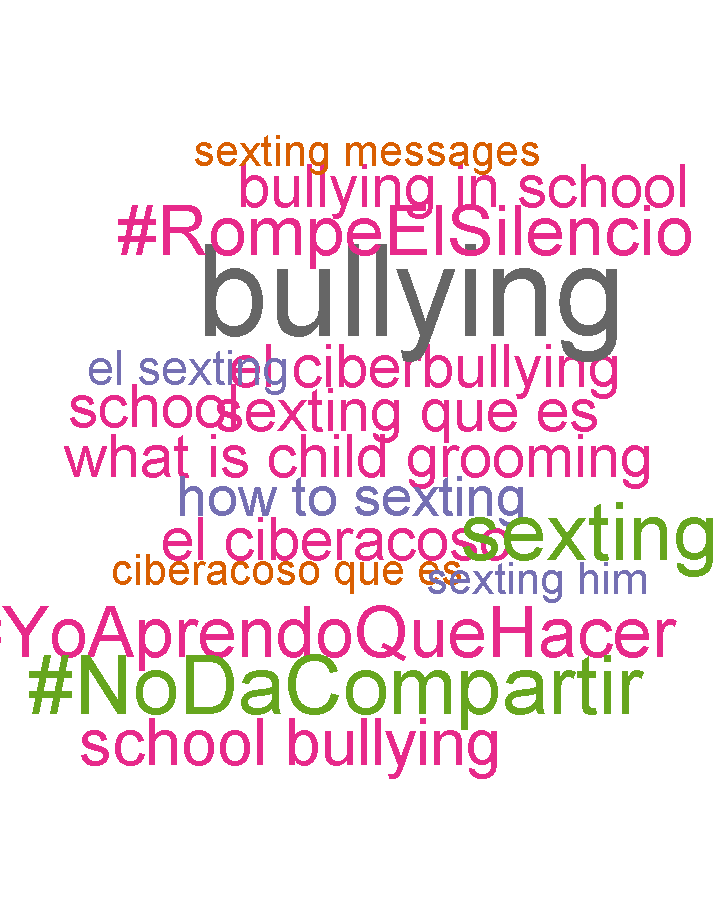 sexting messages
bullying in school
#RompeElSilencio
bullying
el sexting
el ciberbullying
school
sexting que es
what is child grooming
how to sexting
el ciberacoso
sexting
ciberacoso que es
sexting him
#YoAprendoQueHacer
#NoDaCompartir
school bullying